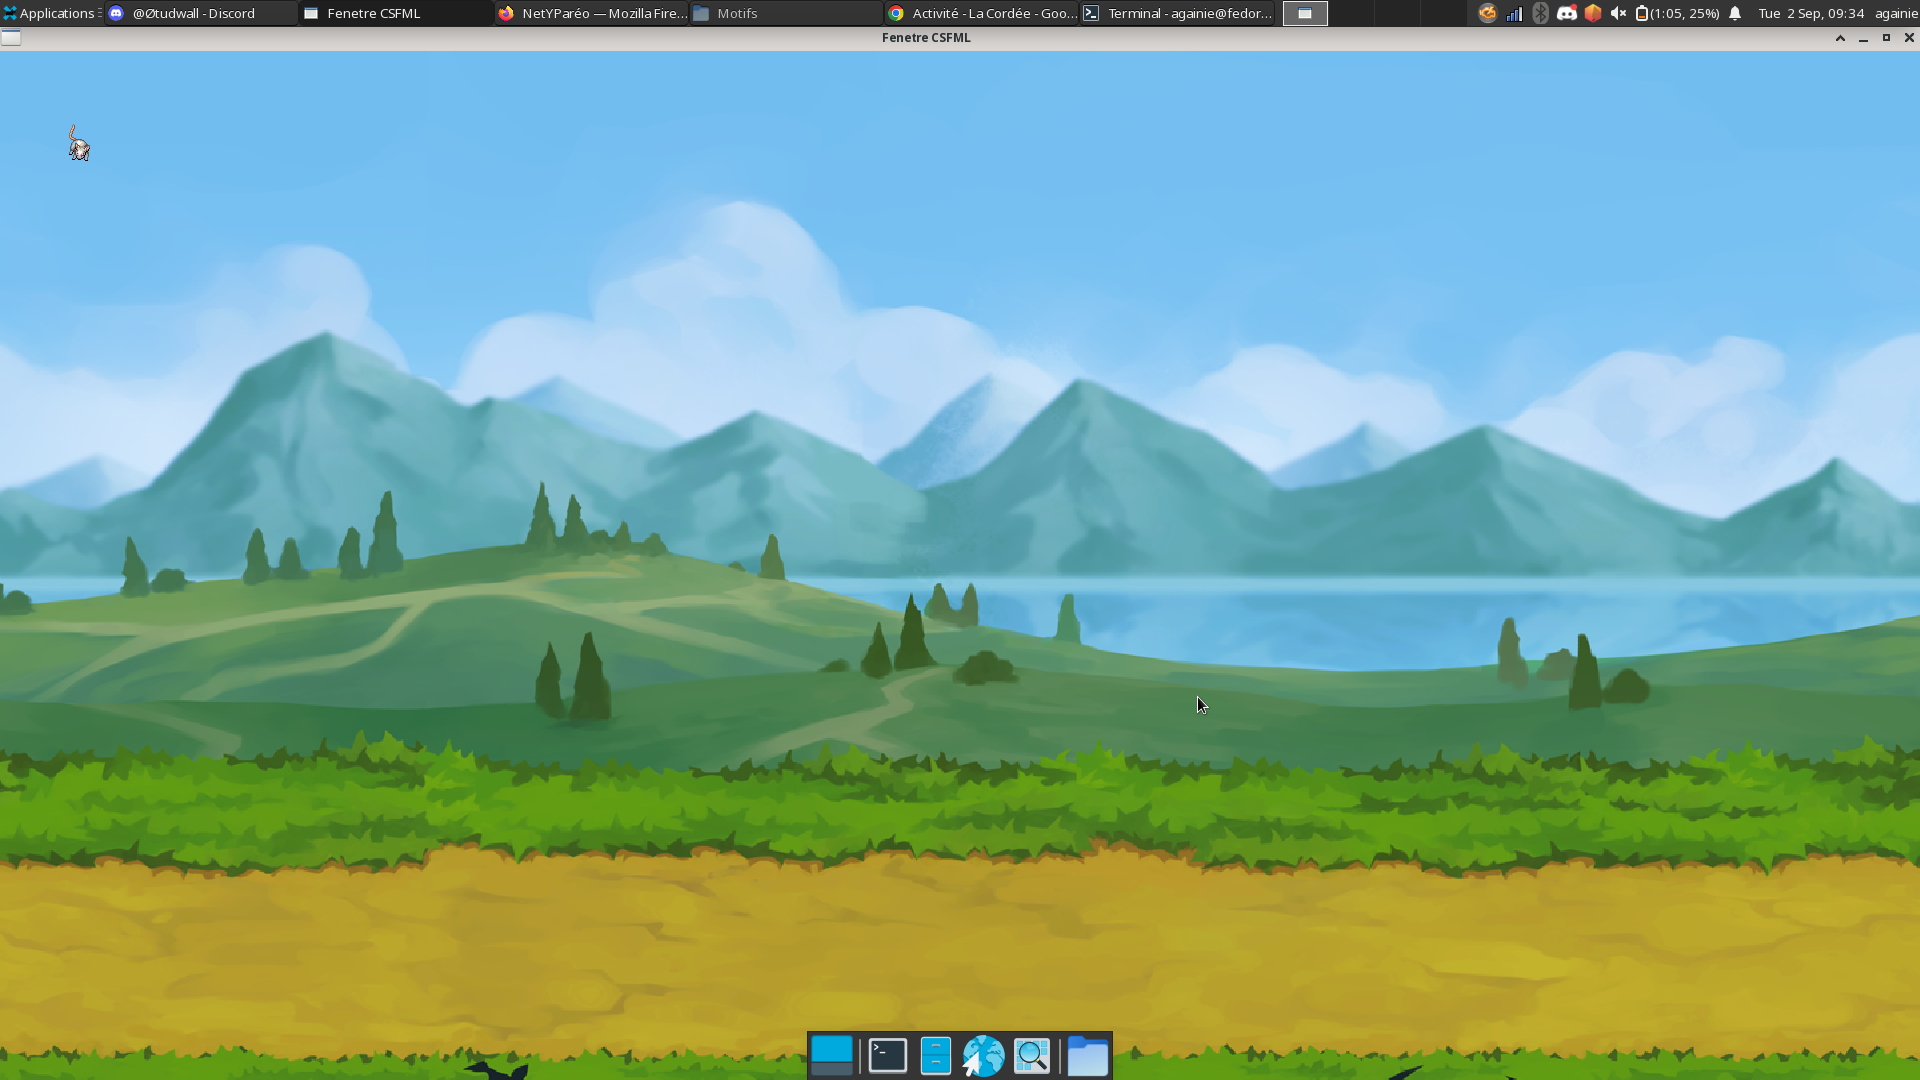 Applications
@Øtudwall - Discord
Fenetre CSFML
NetYParéo — Mozilla Fire...
Motifs
Activité - La Cordée - Goo...
Terminal - againie@fedor...
(1:05, 25%)
Tue 2 Sep, 09:34
againie
Fenetre CSFML